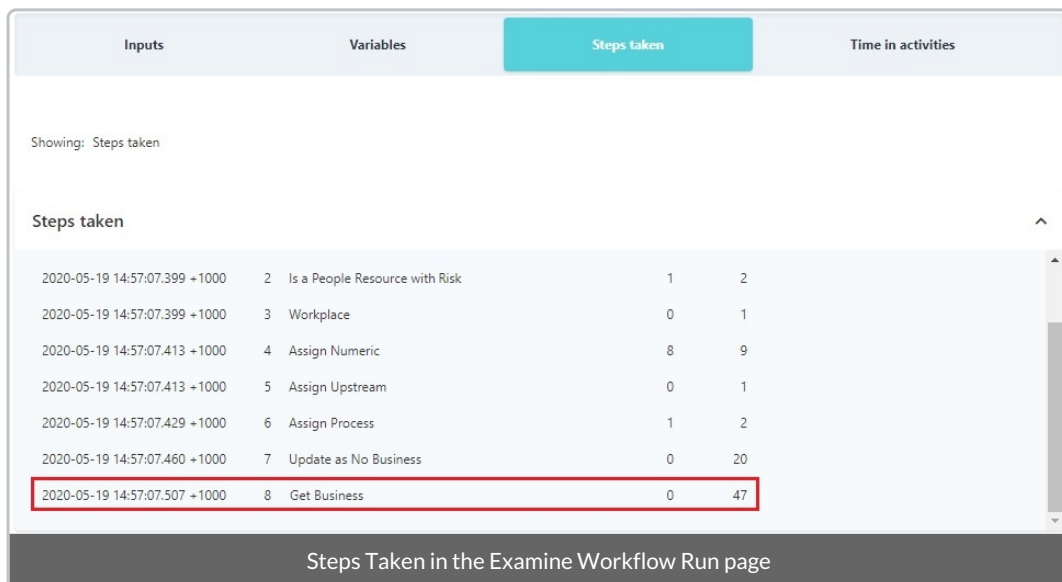 Inputs Variables Steps taken Time in activities
Showing: Steps taken
Steps taken
2020-05-19 14:57:07.399 +1000 2 Is a People Resource with Risk 1 2
2020-05-19 14:57:07.399 +1000 3 Workplace 0 1
2020-05-19 14:57:07.413 +1000 4 Assign Numeric 8 9
2020-05-19 14:57:07.413 +1000 5 Assign Upstream 0 1
2020-05-19 14:57:07.429 +1000 6 Assign Process 1 2
2020-05-19 14:57:07.460 +1000 7 Update as No Business 0 20
2020-05-19 14:57:07.507 +1000 8 Get Business 0 47
Steps Taken in the Examine Workflow Run page